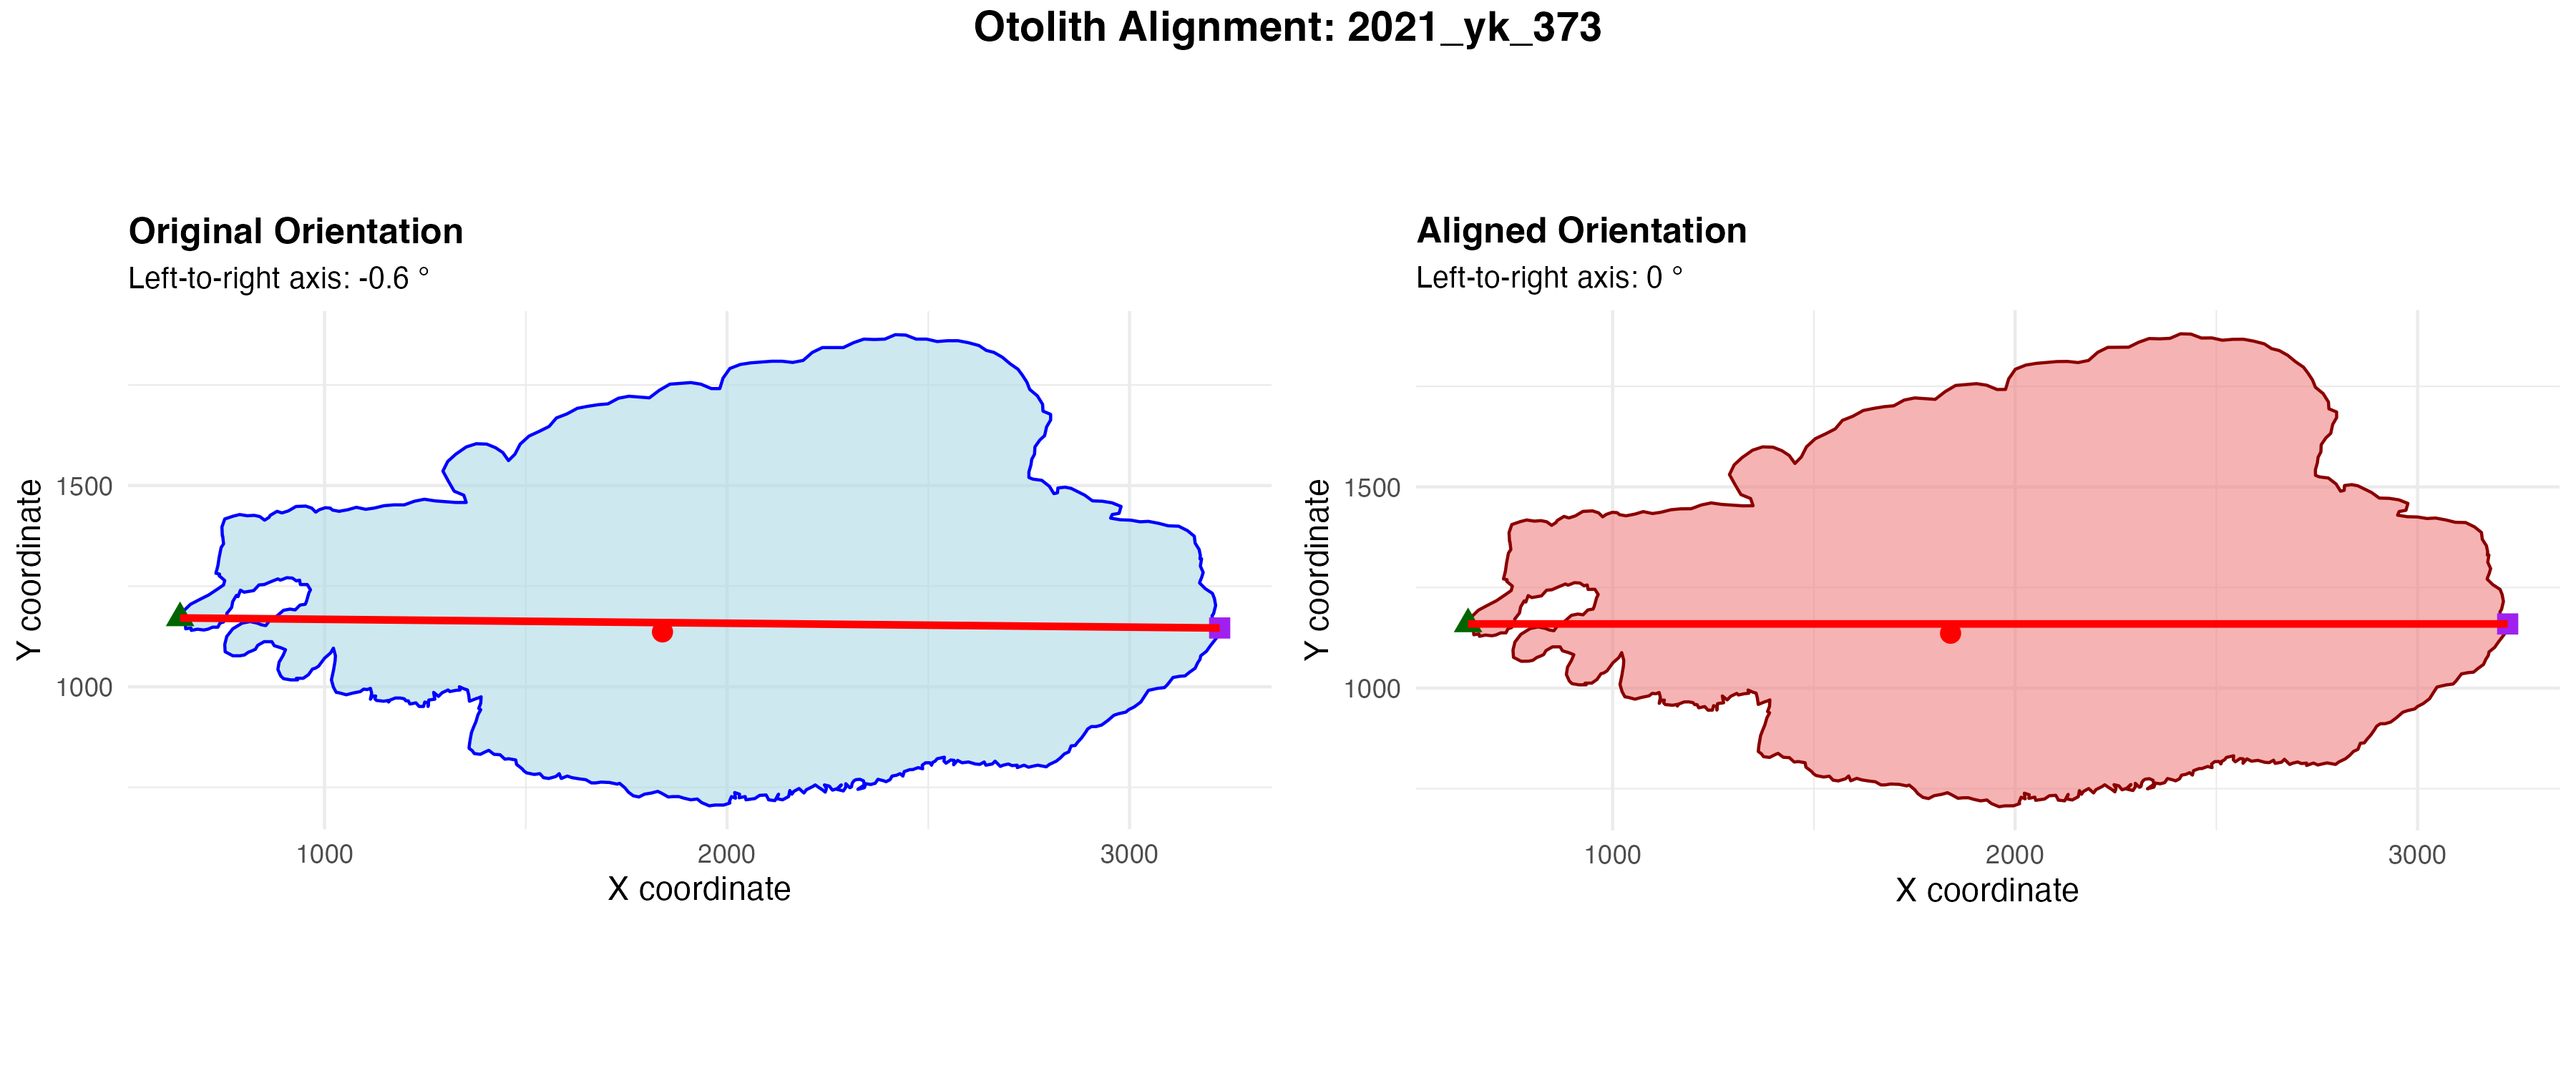 Otolith Alignment: 2021_yk_373
Original Orientation
Left-to-right axis: -0.6 °
Y coordinate
1500
1000
1000
2000
3000
X coordinate
Aligned Orientation
Left-to-right axis: 0 °
Y coordinate
1500
1000
1000
2000
3000
X coordinate